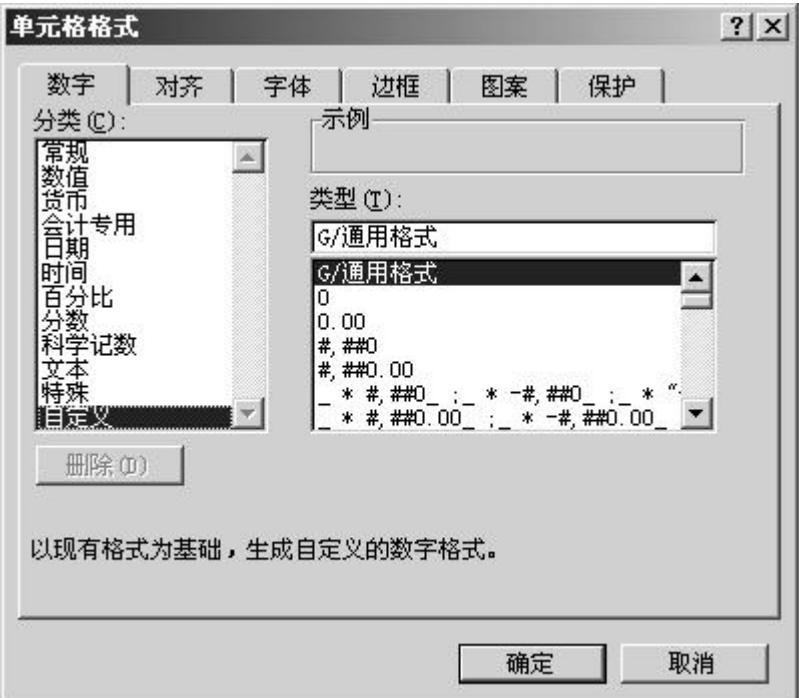 单元格格式
数字 对齐 字体 边框 图案 保护
分类(C):
常规
数值
货币
会计专用
日期
时间
百分比
分数
科学记数
文本
特殊
自定义
删除(D)
示例
类型(T):
G/通用格式
G/通用格式
0
0.00
#,##0
#,##0.00
_ * #,##0_ ;_ * -#,##0_ ;_ * "-
_ * #,##0.00_ ;_ * -#,##0.00_
以现有格式为基础，生成自定义的数字格式。
确定 取消